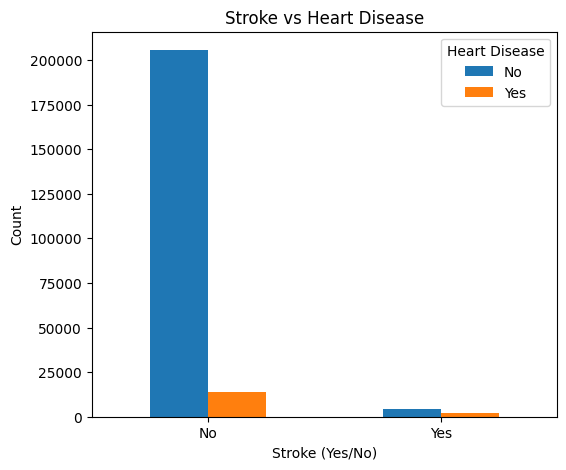 Stroke vs Heart Disease
Heart Disease
No
Yes
200000
175000
150000
125000
100000
75000
50000
25000
0
Count
No
Yes
Stroke (Yes/No)